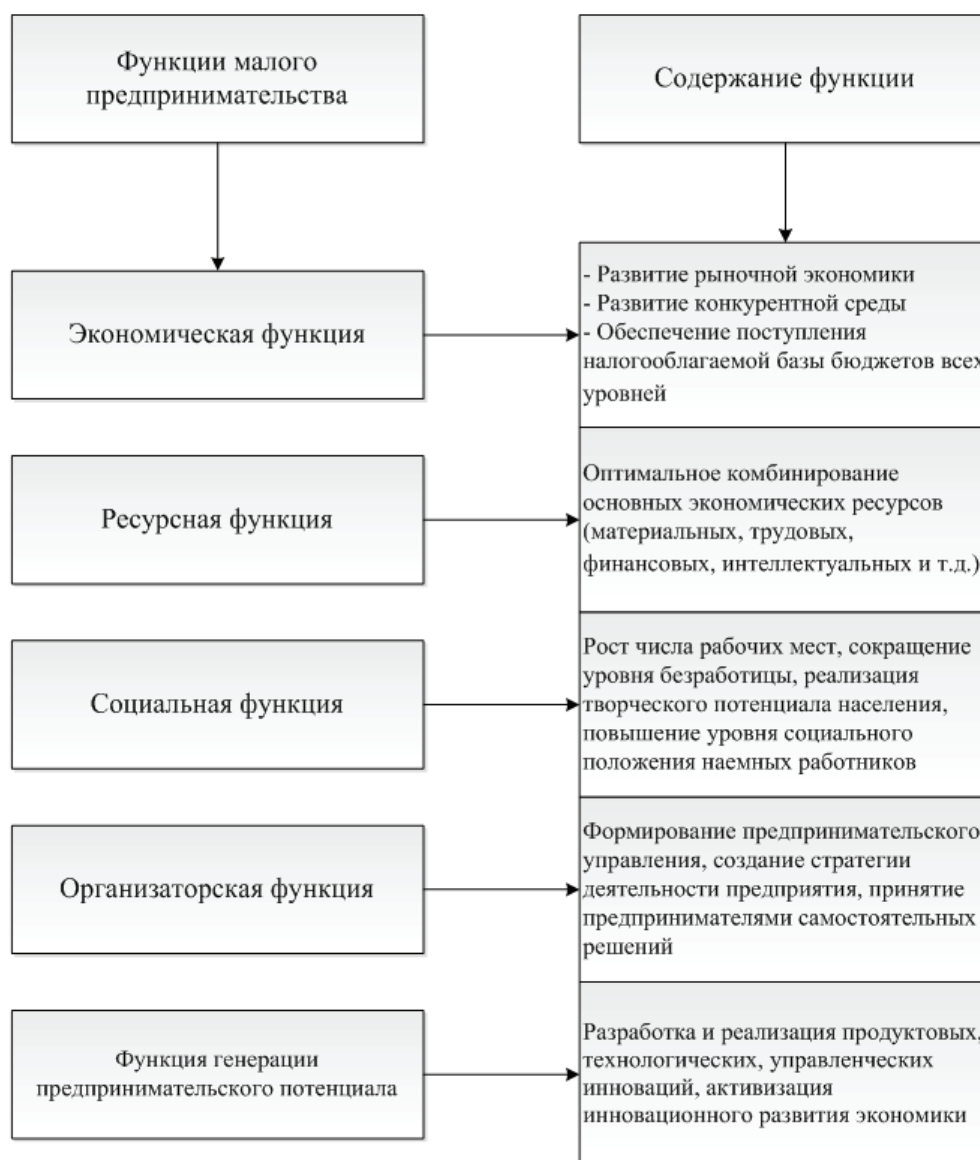 Функции малого
предпринимательства
Содержание функции
Экономическая функция
- Развитие рыночной экономики
- Развитие конкурентной среды
- Обеспечение поступления
налогооблагаемой базы бюджетов всех
уровней
Ресурсная функция
Оптимальное комбинирование
основных экономических ресурсов
(материальных, трудовых,
финансовых, интеллектуальных и т.д.)
Социальная функция
Рост числа рабочих мест, сокращение
уровня безработицы, реализация
творческого потенциала населения,
повышение уровня социального
положения наемных работников
Организаторская функция
Формирование предпринимательского
управления, создание стратегии
деятельности предприятия, принятие
предпринимателями самостоятельных
решений
Функция генерации
предпринимательского потенциала
Разработка и реализация продуктовых,
технологических, управленческих
инноваций, активизация
инновационного развития экономики